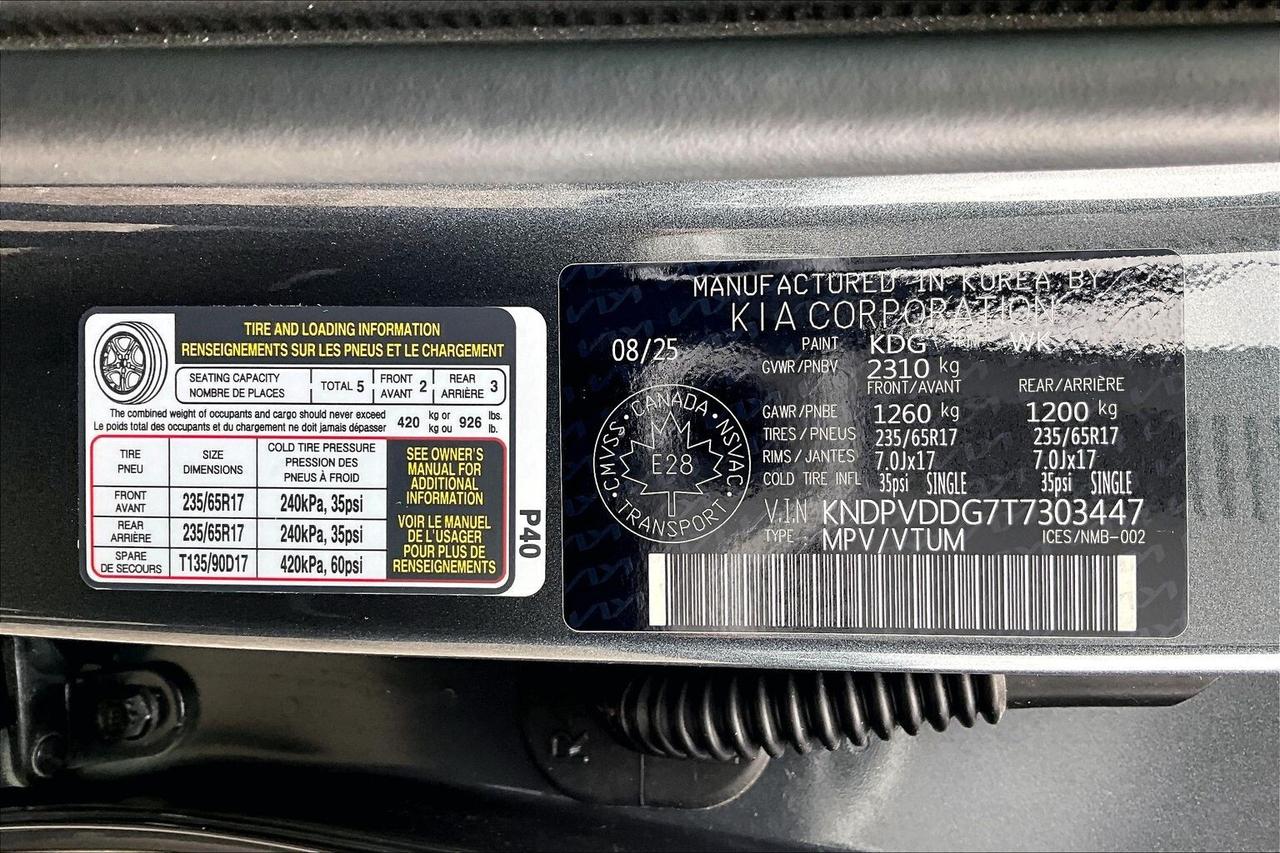 TIRE AND LOADING INFORMATION
RENSEIGNEMENTS SUR LES PNEUS ET LE CHARGEMENT
SEATING CAPACITY
NOMBRE DE PLACES
TOTAL 5
FRONT
AVANT 2
REAR
ARRIÈRE 3
The combined weight of occupants and cargo should never exceed
Le poids total des occupants et du chargement ne doit jamais dépasser
420 kg or
kg ou 926 lbs.
lb.
TIRE
PNEU
SIZE
DIMENSIONS
COLD TIRE PRESSURE
PRESSION DES
PNEUS À FROID
FRONT
AVANT
235/65R17
240kPa, 35psi
REAR
ARRIÈRE
235/65R17
240kPa, 35psi
SPARE
DE SECOURS
T135/90D17
420kPa, 60psi
SEE OWNER'S
MANUAL FOR
ADDITIONAL
INFORMATION
VOIR LE MANUEL
DE L'USAGER
POUR PLUS DE
RENSEIGNEMENTS
P40
MANUFACTURED IN KOREA BY
KIA CORPORATION
08/25
PAINT KDG TRIM WK
GVWR/PNBV 2310 kg
FRONT/AVANT REAR/ARRIÈRE
GAWR/PNBE 1260 kg 1200 kg
TIRES/PNEUS 235/65R17 235/65R17
RIMS/JANTES 7.0Jx17 7.0Jx17
COLD TIRE INFL 35psi SINGLE 35psi SINGLE
V.I.N KNDPVDDG7T7303447
TYPE MPV/VTUM ICES/NMB-002
CANADA
CMVSS
NSVAC
E28
TRANSPORT
R